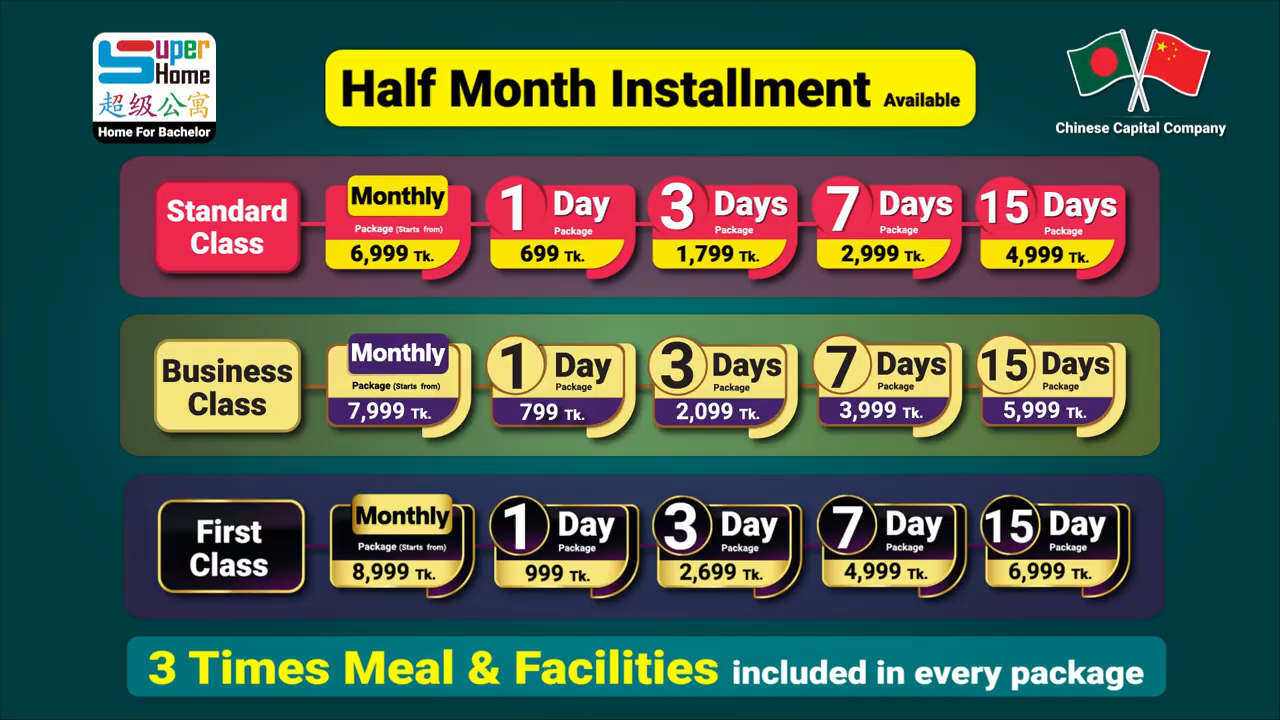 Super
Home
超级公寓
Home For Bachelor
Half Month Installment Available
Chinese Capital Company
Standard
Class
Monthly
Package (Starts from)
6,999 Tk.
1 Day
Package
699 Tk.
3 Days
Package
1,799 Tk.
7 Days
Package
2,999 Tk.
15 Days
Package
4,999 Tk.
Business
Class
Monthly
Package (Starts from)
7,999 Tk.
1 Day
Package
799 Tk.
3 Days
Package
2,099 Tk.
7 Days
Package
3,999 Tk.
15 Days
Package
5,999 Tk.
First
Class
Monthly
Package (Starts from)
8,999 Tk.
1 Day
Package
999 Tk.
3 Day
Package
2,699 Tk.
7 Day
Package
4,999 Tk.
15 Day
Package
6,999 Tk.
3 Times Meal & Facilities included in every package